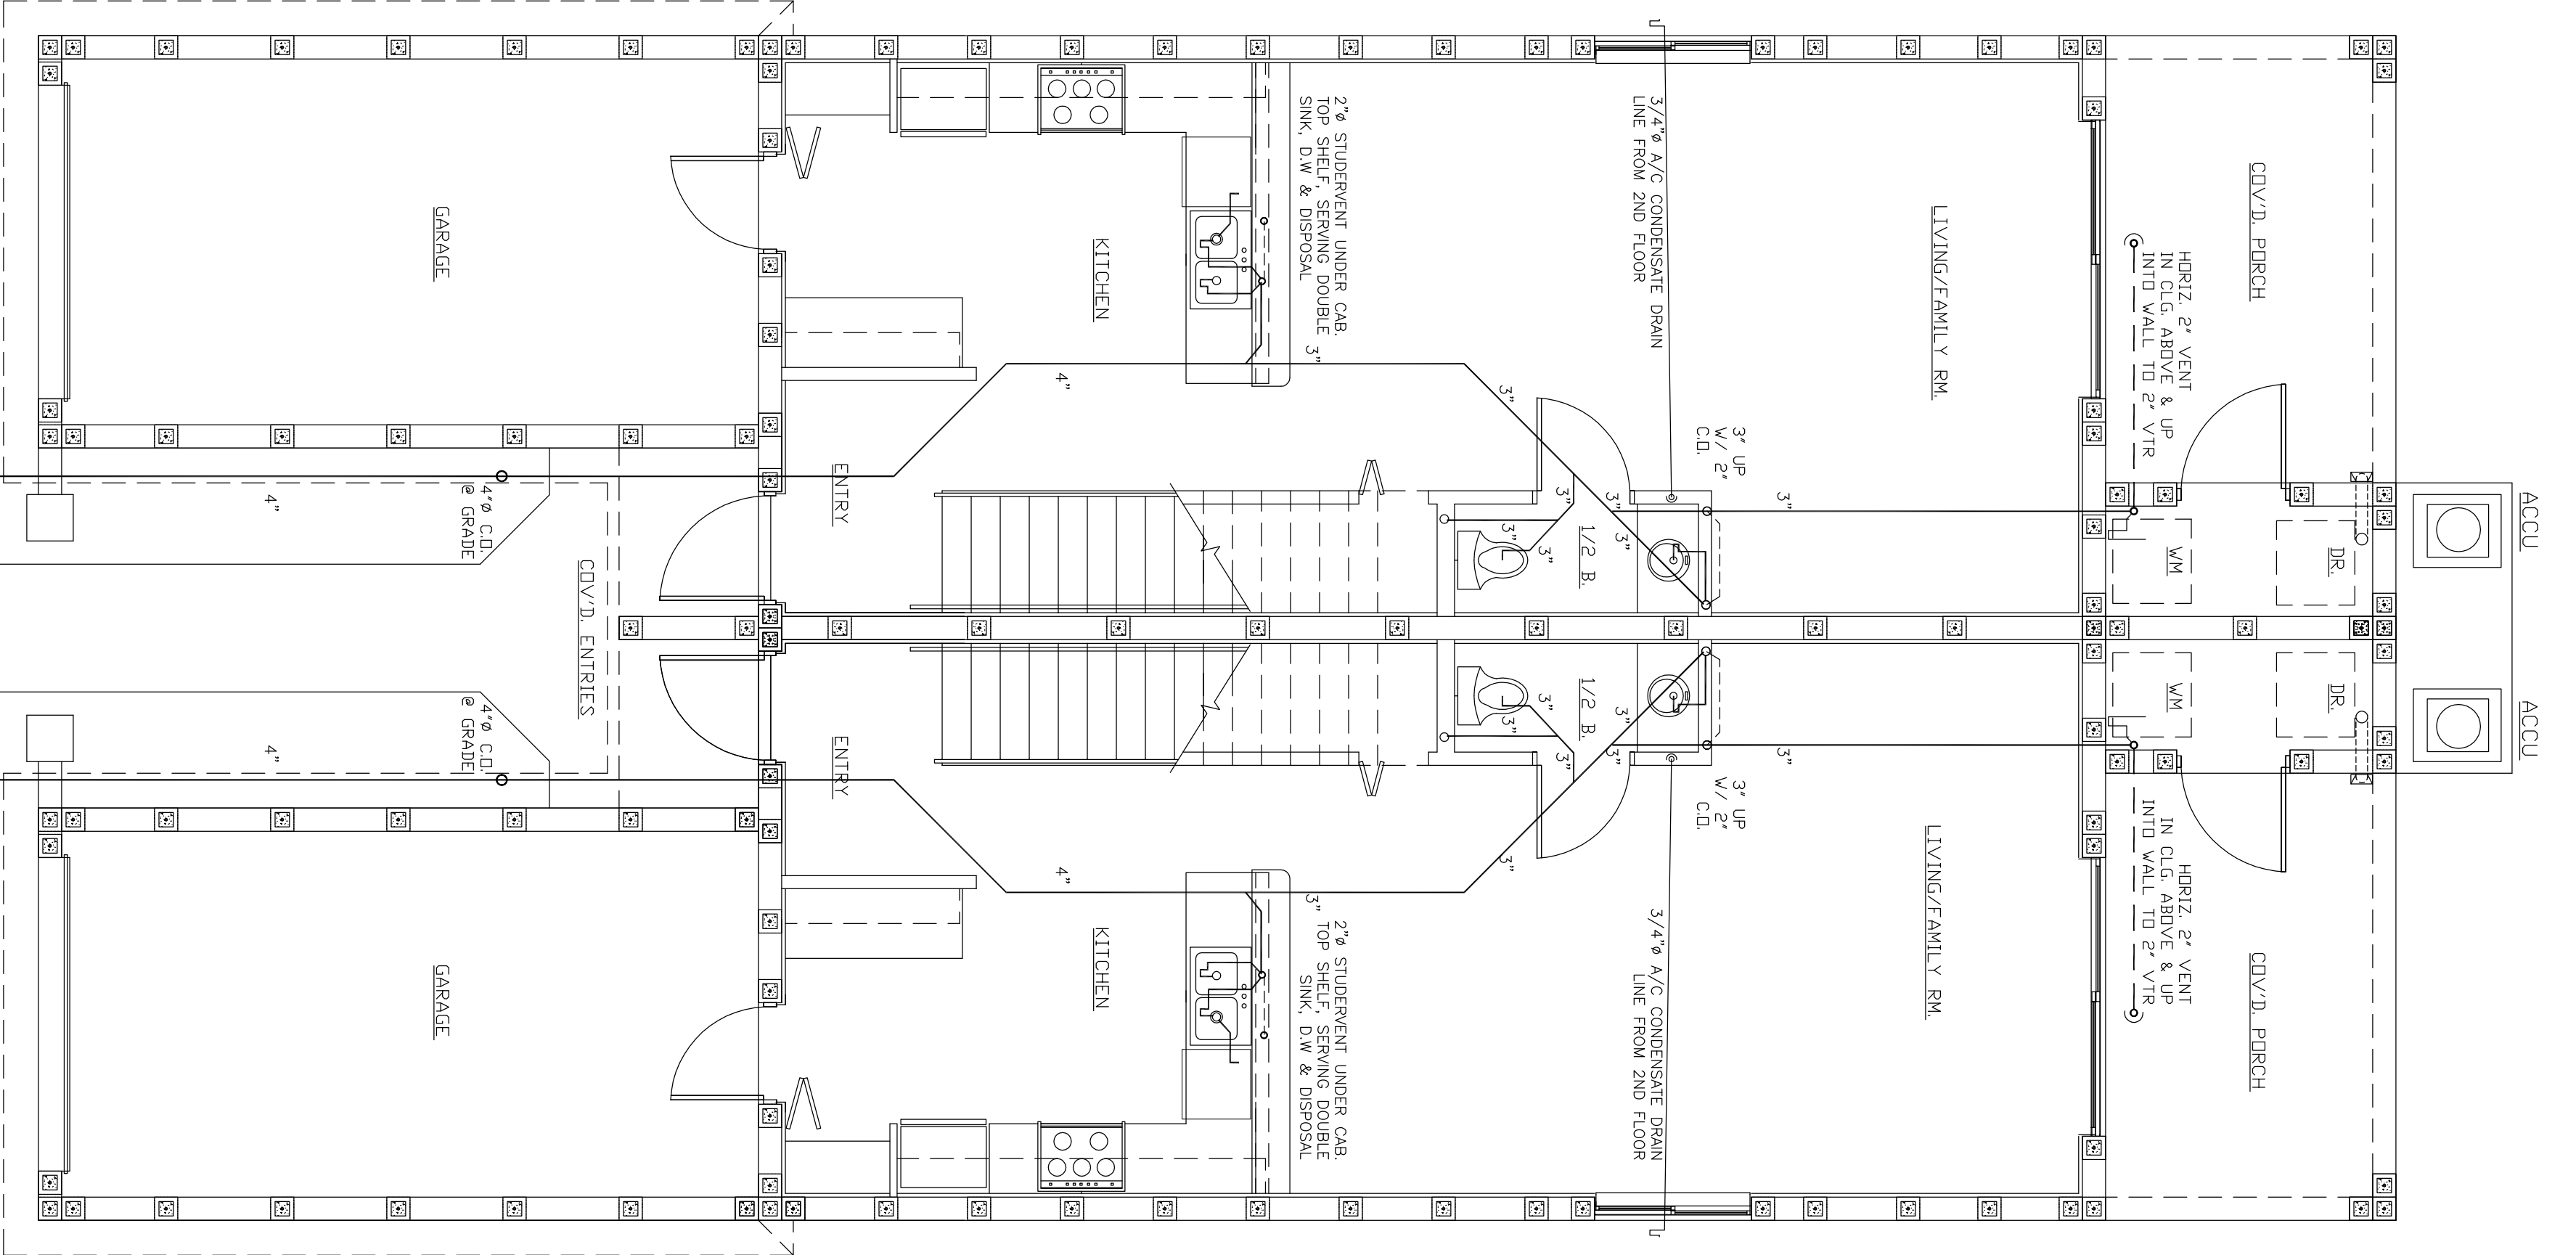 ACCU
ACCU
DR.
DR.
COV'D. PORCH
COV'D. PORCH
WM
WM
HORIZ. 2" VENT
IN CLG. ABOVE & UP
INTO WALL TO 2" VTR
HORIZ. 2" VENT
IN CLG. ABOVE & UP
INTO WALL TO 2" VTR
LIVING/FAMILY RM.
LIVING/FAMILY RM.
3"
3"
3" UP
W/ 2"
C.O.
3" UP
W/ 2"
C.O.
3/4"ø A/C CONDENSATE DRAIN
LINE FROM 2ND FLOOR
3/4"ø A/C CONDENSATE DRAIN
LINE FROM 2ND FLOOR
3"
3"
3"
3"
1/2 B.
1/2 B.
3"
3"
3"
3"
3"
3"
3"
3"
3"
3"
2"ø STUDERVENT UNDER CAB.
TOP SHELF, SERVING DOUBLE
SINK, D.W & DISPOSAL
3"
2"ø STUDERVENT UNDER CAB.
TOP SHELF, SERVING DOUBLE
SINK, D.W & DISPOSAL
3"
KITCHEN
KITCHEN
4"
4"
ENTRY
ENTRY
COV'D. ENTRIES
4"ø C.O.
@ GRADE
4"ø C.O.
@ GRADE
GARAGE
GARAGE
4"
4"